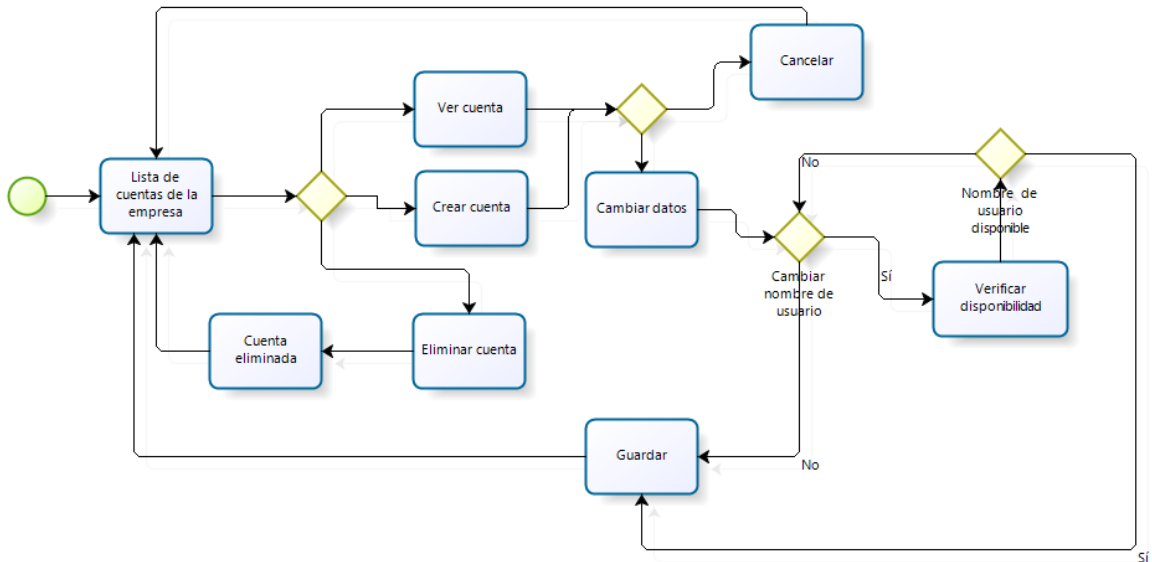 Cancelar
Ver cuenta
Lista de
cuentas de la
empresa
Crear cuenta
Cambiar datos
No
Nombre de
usuario
disponible
Cambiar
nombre de
usuario
Sí
Verificar
disponibilidad
Cuenta
eliminada
Eliminar cuenta
Guardar
No
Sí